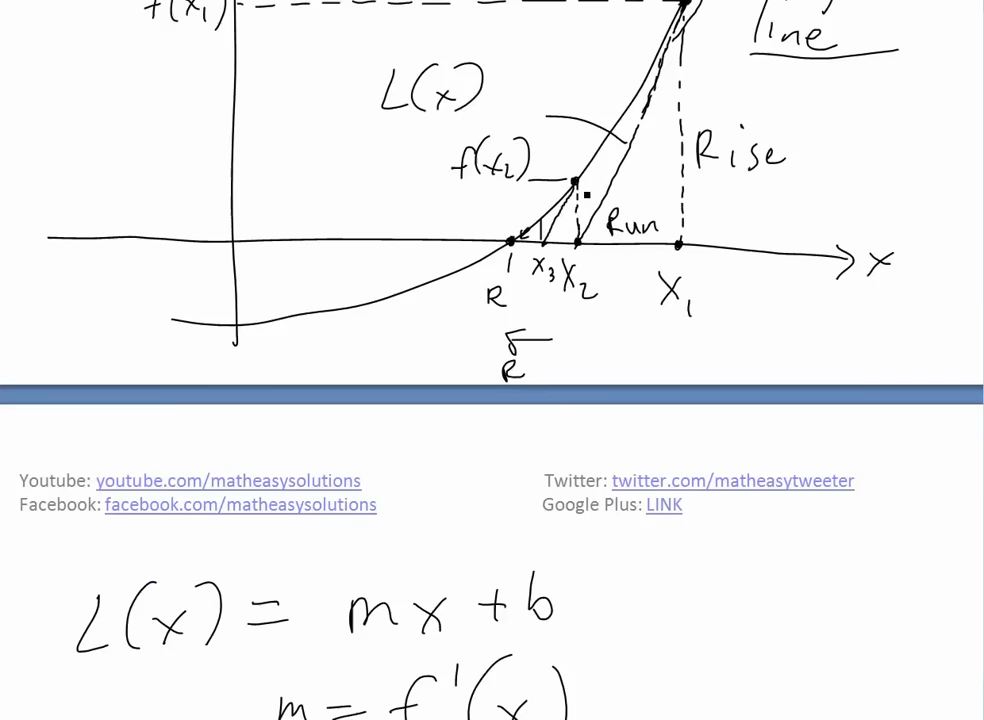 f(x₁)
line
L(x)
f(x₂)
Rise
Run
x₃ X₂
X₁
X
R
R
Youtube: youtube.com/matheasysolutions
Twitter: twitter.com/matheasytweeter
Facebook: facebook.com/matheasysolutions
Google Plus: LINK
L(x) = mx + b
m = f'(x)